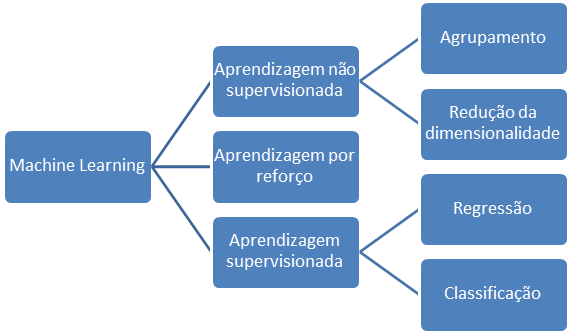 Machine Learning
Aprendizagem não
supervisionada
Agrupamento
Redução da
dimensionalidade
Aprendizagem por
reforço
Aprendizagem
supervisionada
Regressão
Classificação